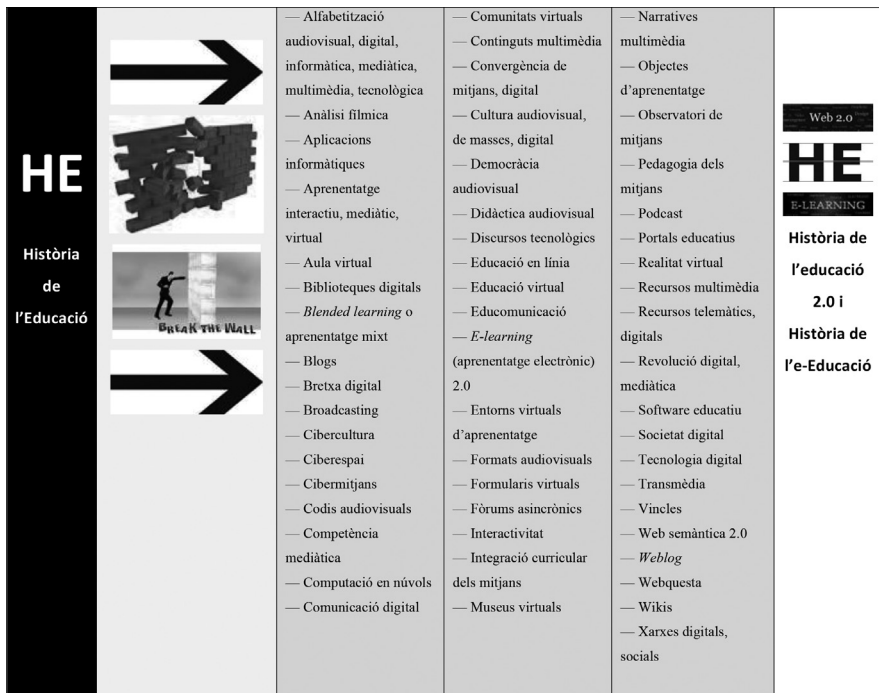 HE
Història
de
l’Educació
BREAK THE WALL
— Alfabetització
audiovisual, digital,
informàtica, mediàtica,
multimèdia, tecnològica
— Anàlisi fílmica
— Aplicacions
informàtiques
— Aprenentatge
interactiu, mediàtic,
virtual
— Aula virtual
— Biblioteques digitals
— Blended learning o
aprenentatge mixt
— Blogs
— Bretxa digital
— Broadcasting
— Cibercultura
— Ciberespai
— Cibermitjans
— Codis audiovisuals
— Competència
mediàtica
— Computació en núvols
— Comunicació digital
— Comunitats virtuals
— Continguts multimèdia
— Convergència de
mitjans, digital
— Cultura audiovisual,
de masses, digital
— Democràcia
audiovisual
— Didàctica audiovisual
— Discursos tecnològics
— Educació en línia
— Educació virtual
— Educomunicació
— E-learning
(aprenentatge electrònic)
2.0
— Entorns virtuals
d’aprenentatge
— Formats audiovisuals
— Formularis virtuals
— Fòrums asincrònics
— Interactivitat
— Integració curricular
dels mitjans
— Museus virtuals
— Narratives
multimèdia
— Objectes
d’aprenentatge
— Observatori de
mitjans
— Pedagogia dels
mitjans
— Podcast
— Portals educatius
— Realitat virtual
— Recursos multimèdia
— Recursos telemàtics,
digitals
— Revolució digital,
mediàtica
— Software educatiu
— Societat digital
— Tecnologia digital
— Transmèdia
— Vincles
— Web semàntica 2.0
— Weblog
— Webquesta
— Wikis
— Xarxes digitals,
socials
Web 2.0
HE
E-LEARNING
Història de
l’educació
2.0 i
Història de
l’e-Educació